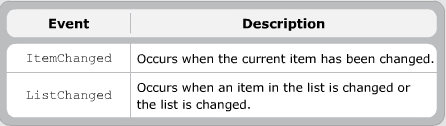 Event Description
ItemChanged Occurs when the current item has been changed.
ListChanged Occurs when an item in the list is changed or
the list is changed.